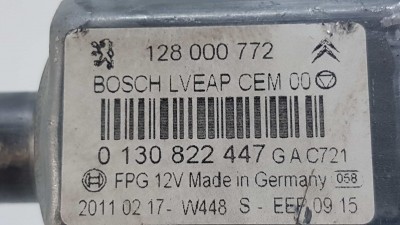 128 000 772
BOSCH LVEAP CEM 00
0 130 822 447 GA C721
FPG 12V Made in Germany 058
2011 02 17- W448 S - EEP 09 15